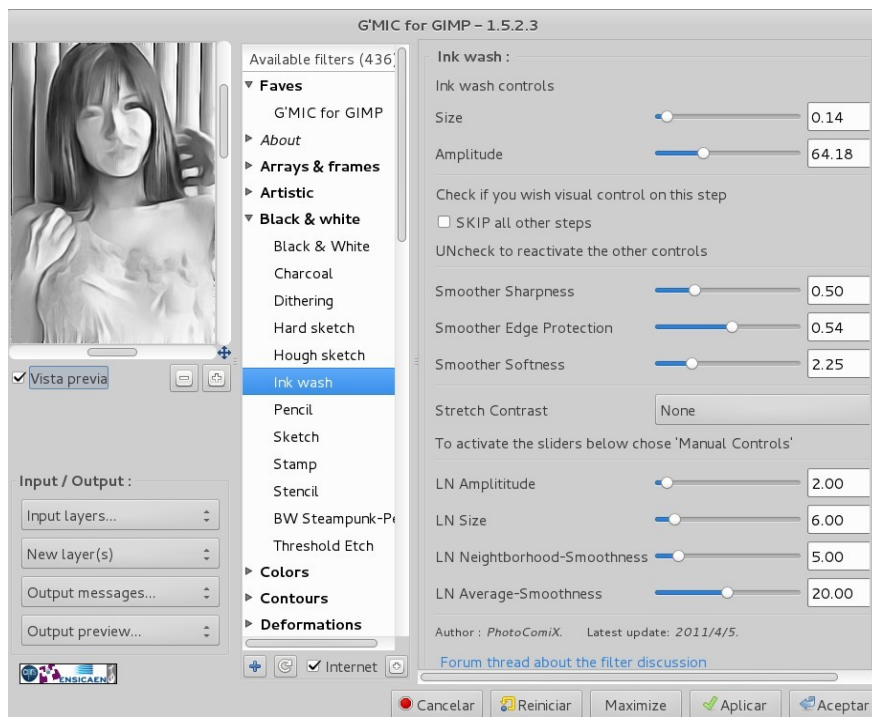 G'MIC for GIMP – 1.5.2.3
Vista previa
Input / Output :
Input layers...
New layer(s)
Output messages...
Output preview...
ENSICAEN
Available filters (436)
Faves
G'MIC for GIMP
About
Arrays & frames
Artistic
Black & white
Black & White
Charcoal
Dithering
Hard sketch
Hough sketch
Ink wash
Pencil
Sketch
Stamp
Stencil
BW Steampunk-Pe
Threshold Etch
Colors
Contours
Deformations
Internet
Ink wash :
Ink wash controls
Size 0.14
Amplitude 64.18
Check if you wish visual control on this step
SKIP all other steps
UNcheck to reactivate the other controls
Smoother Sharpness 0.50
Smoother Edge Protection 0.54
Smoother Softness 2.25
Stretch Contrast None
To activate the sliders below chose 'Manual Controls'
LN Amplititude 2.00
LN Size 6.00
LN Neightborhood-Smoothness 5.00
LN Average-Smoothness 20.00
Author : PhotoComiX. Latest update: 2011/4/5.
Forum thread about the filter discussion
Cancelar Reiniciar Maximize Aplicar Aceptar